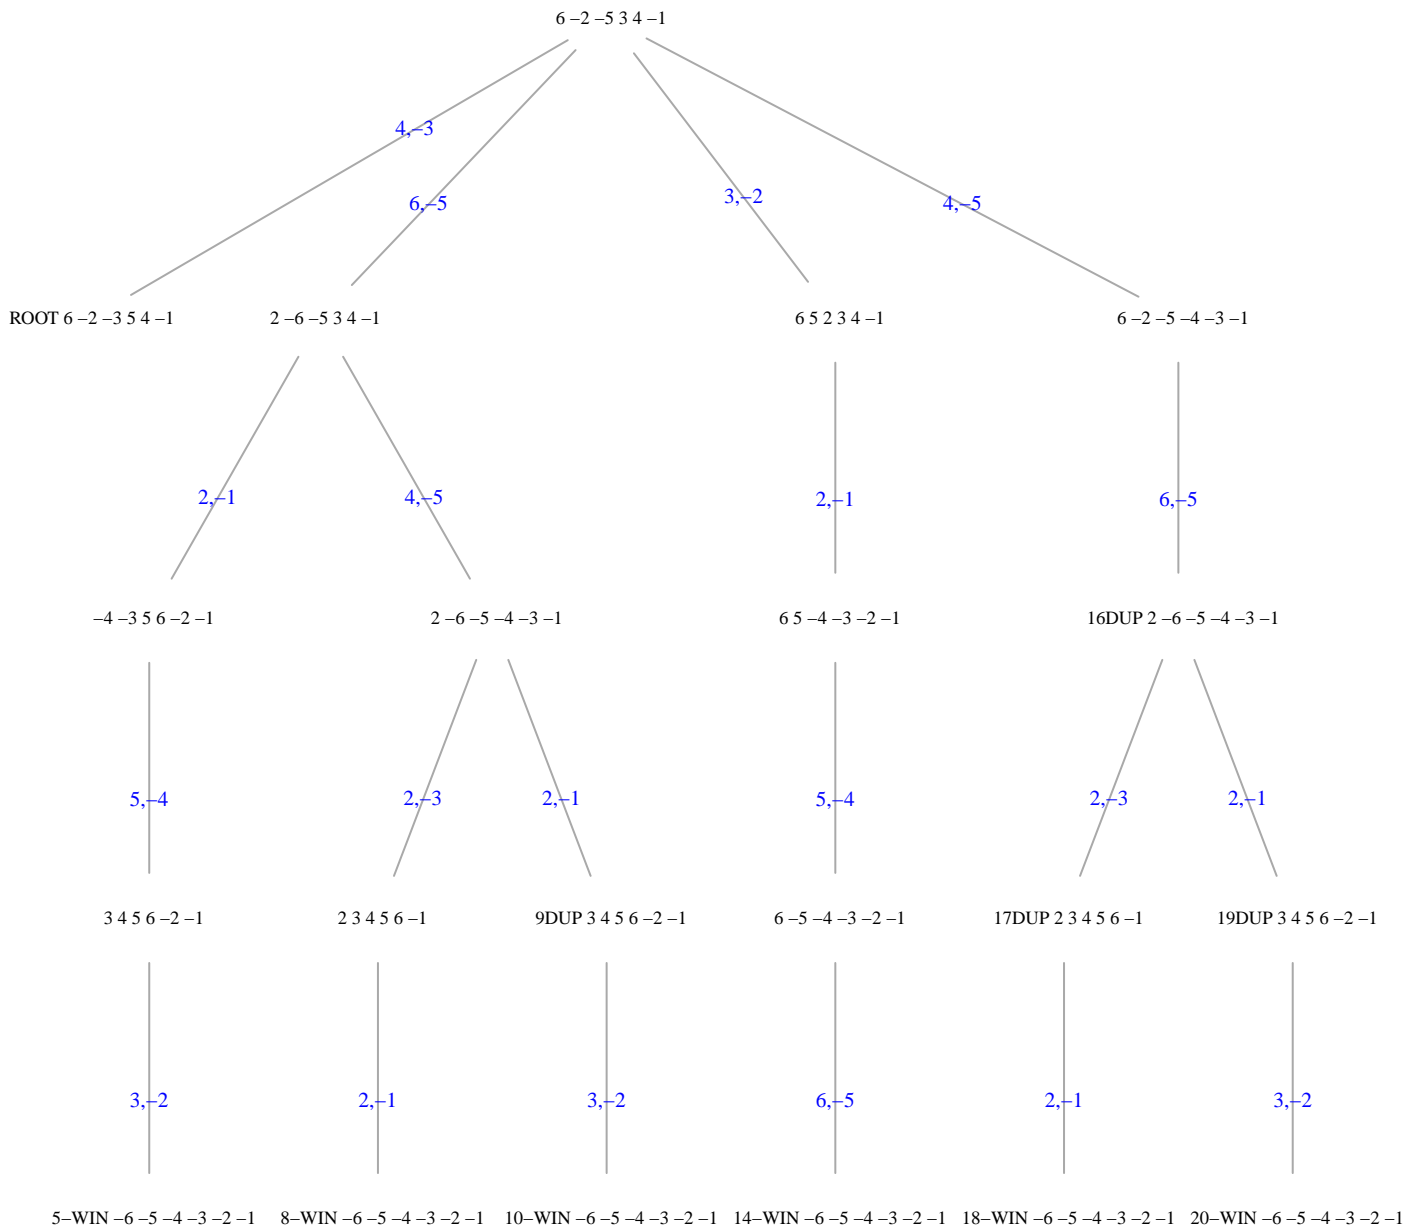 6 –2 –5 3 4 –1
4,–3
6,–5
3,–2
4,–5
ROOT 6 –2 –3 5 4 –1
2 –6 –5 3 4 –1
6 5 2 3 4 –1
6 –2 –5 –4 –3 –1
2,–1
4,–5
2,–1
6,–5
–4 –3 5 6 –2 –1
2 –6 –5 –4 –3 –1
6 5 –4 –3 –2 –1
16DUP 2 –6 –5 –4 –3 –1
5,–4
2,–3
2,–1
5,–4
2,–3
2,–1
3 4 5 6 –2 –1
2 3 4 5 6 –1
9DUP 3 4 5 6 –2 –1
6 –5 –4 –3 –2 –1
17DUP 2 3 4 5 6 –1
19DUP 3 4 5 6 –2 –1
3,–2
2,–1
3,–2
6,–5
2,–1
3,–2
5–WIN –6 –5 –4 –3 –2 –1
8–WIN –6 –5 –4 –3 –2 –1
10–WIN –6 –5 –4 –3 –2 –1
14–WIN –6 –5 –4 –3 –2 –1
18–WIN –6 –5 –4 –3 –2 –1
20–WIN –6 –5 –4 –3 –2 –1